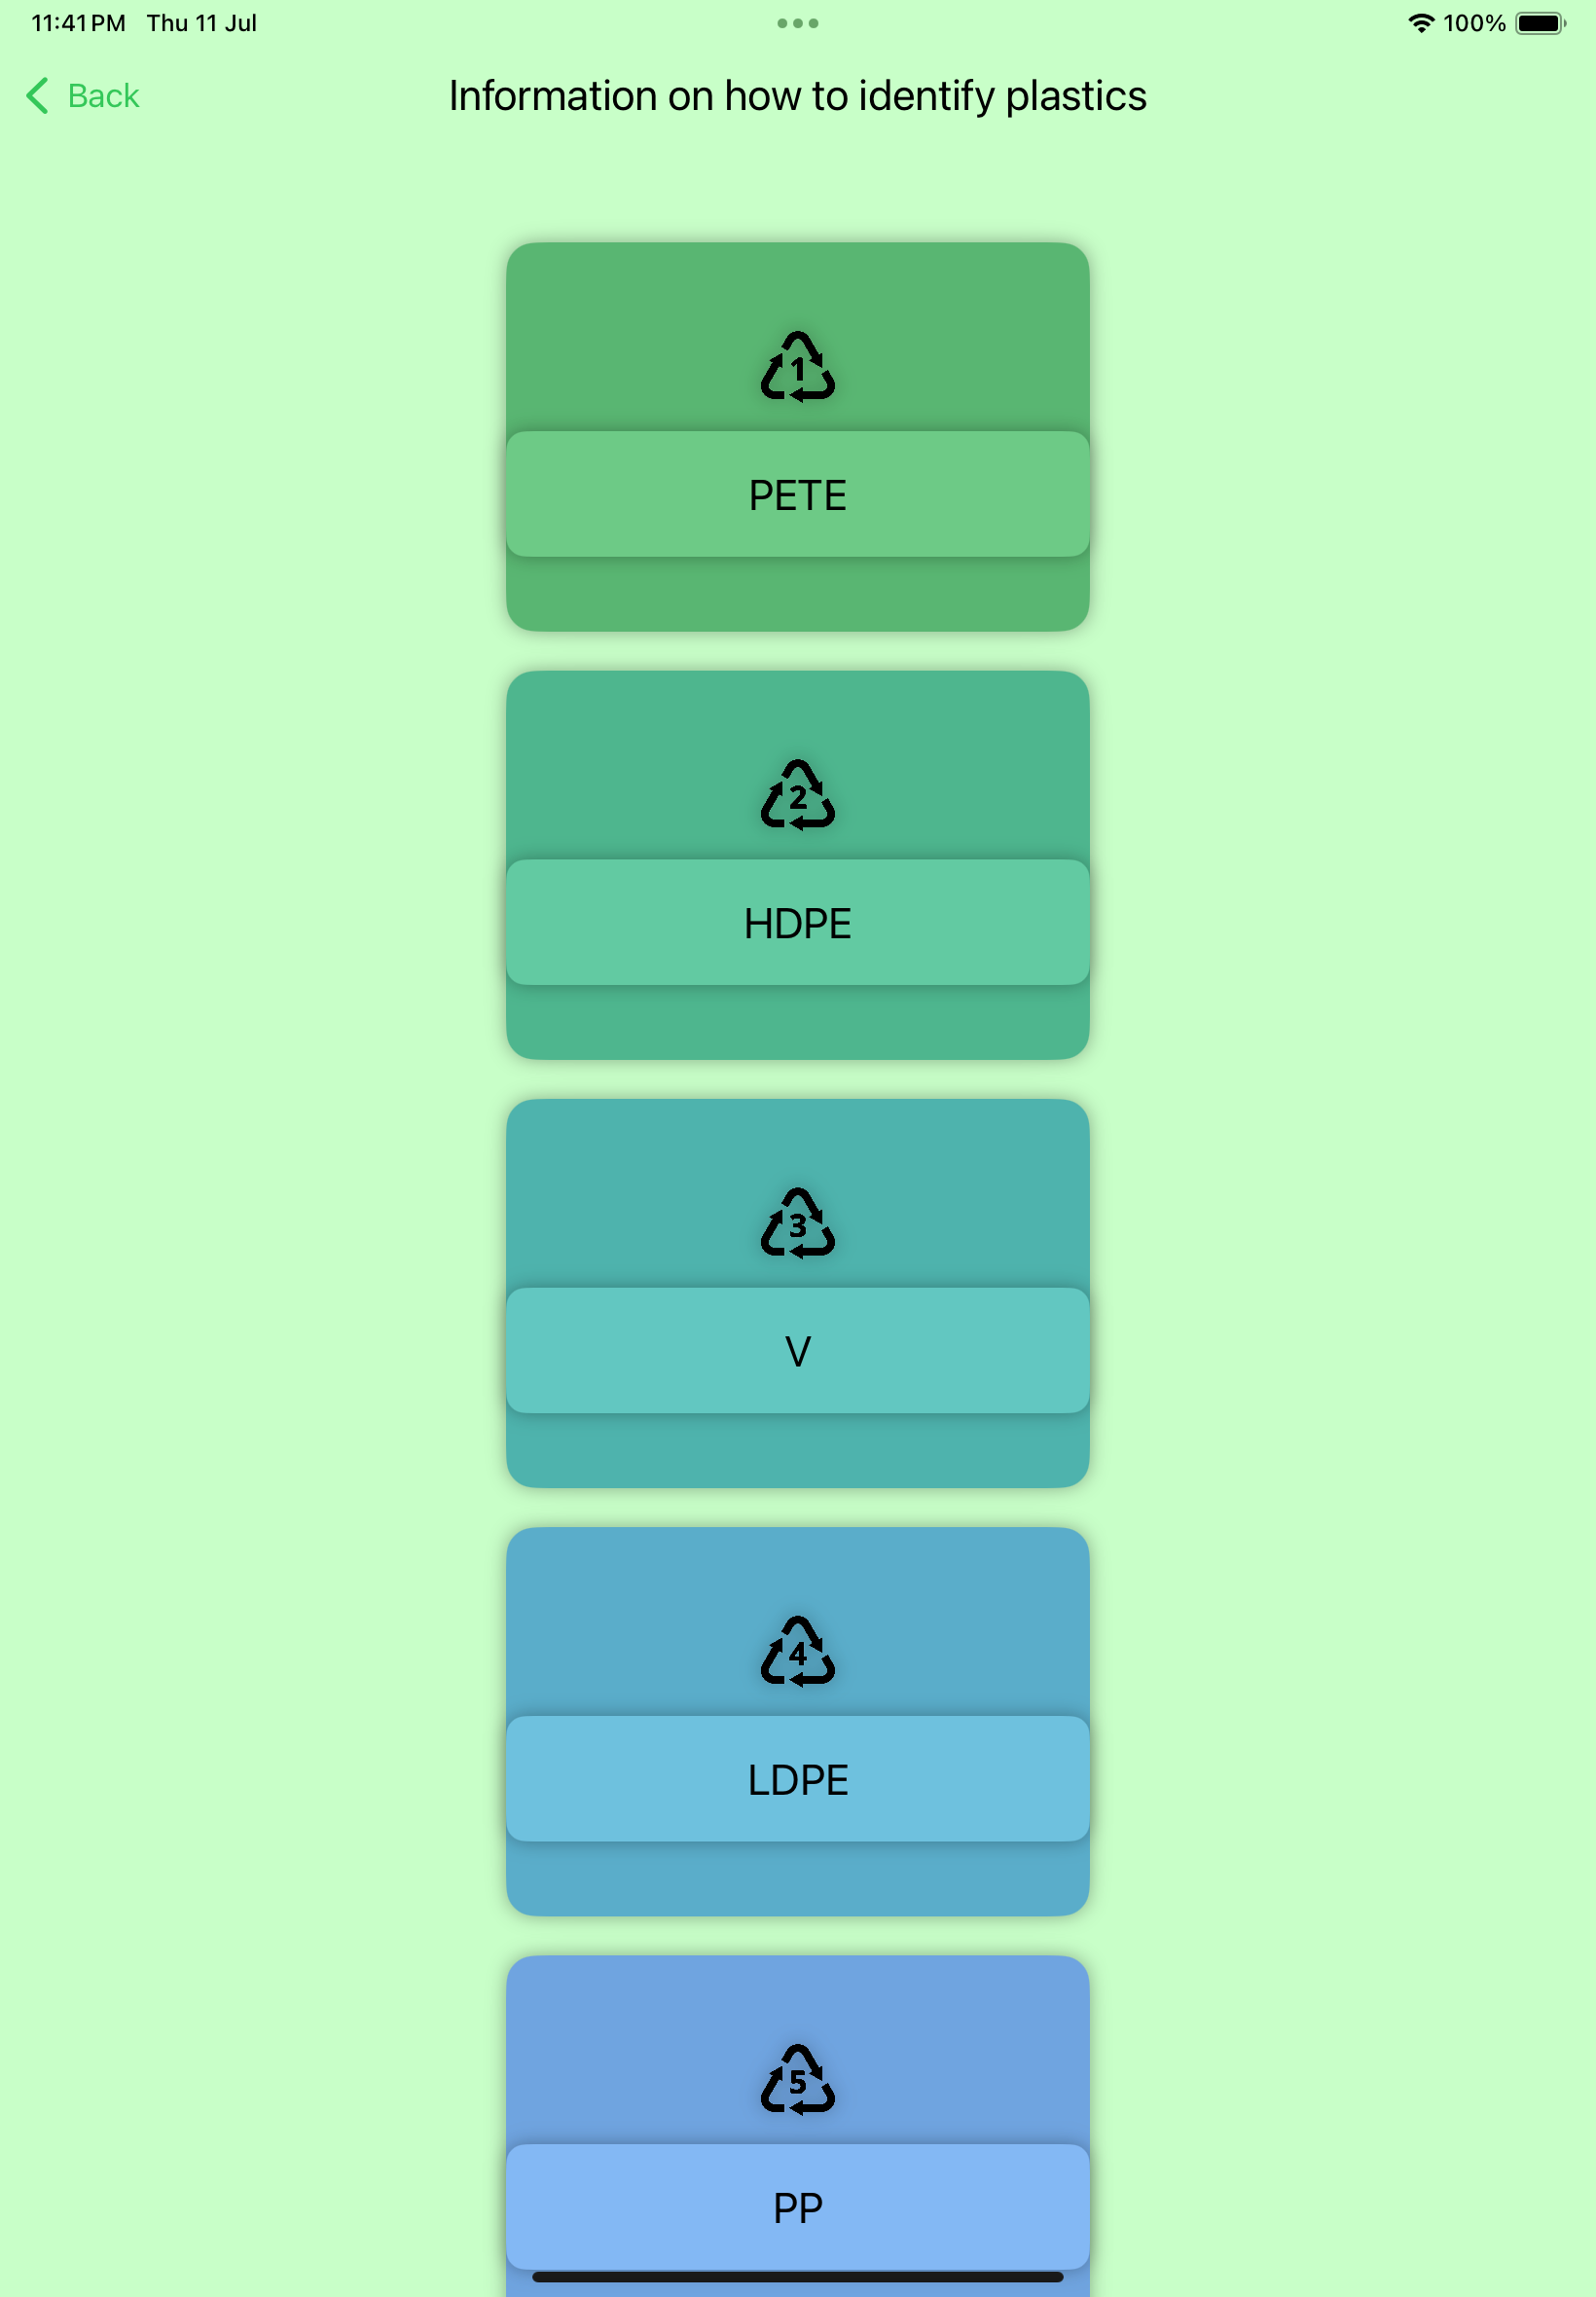 11:41 PM Thu 11 Jul 100%
Back Information on how to identify plastics
1
PETE
2
HDPE
3
V
4
LDPE
5
PP